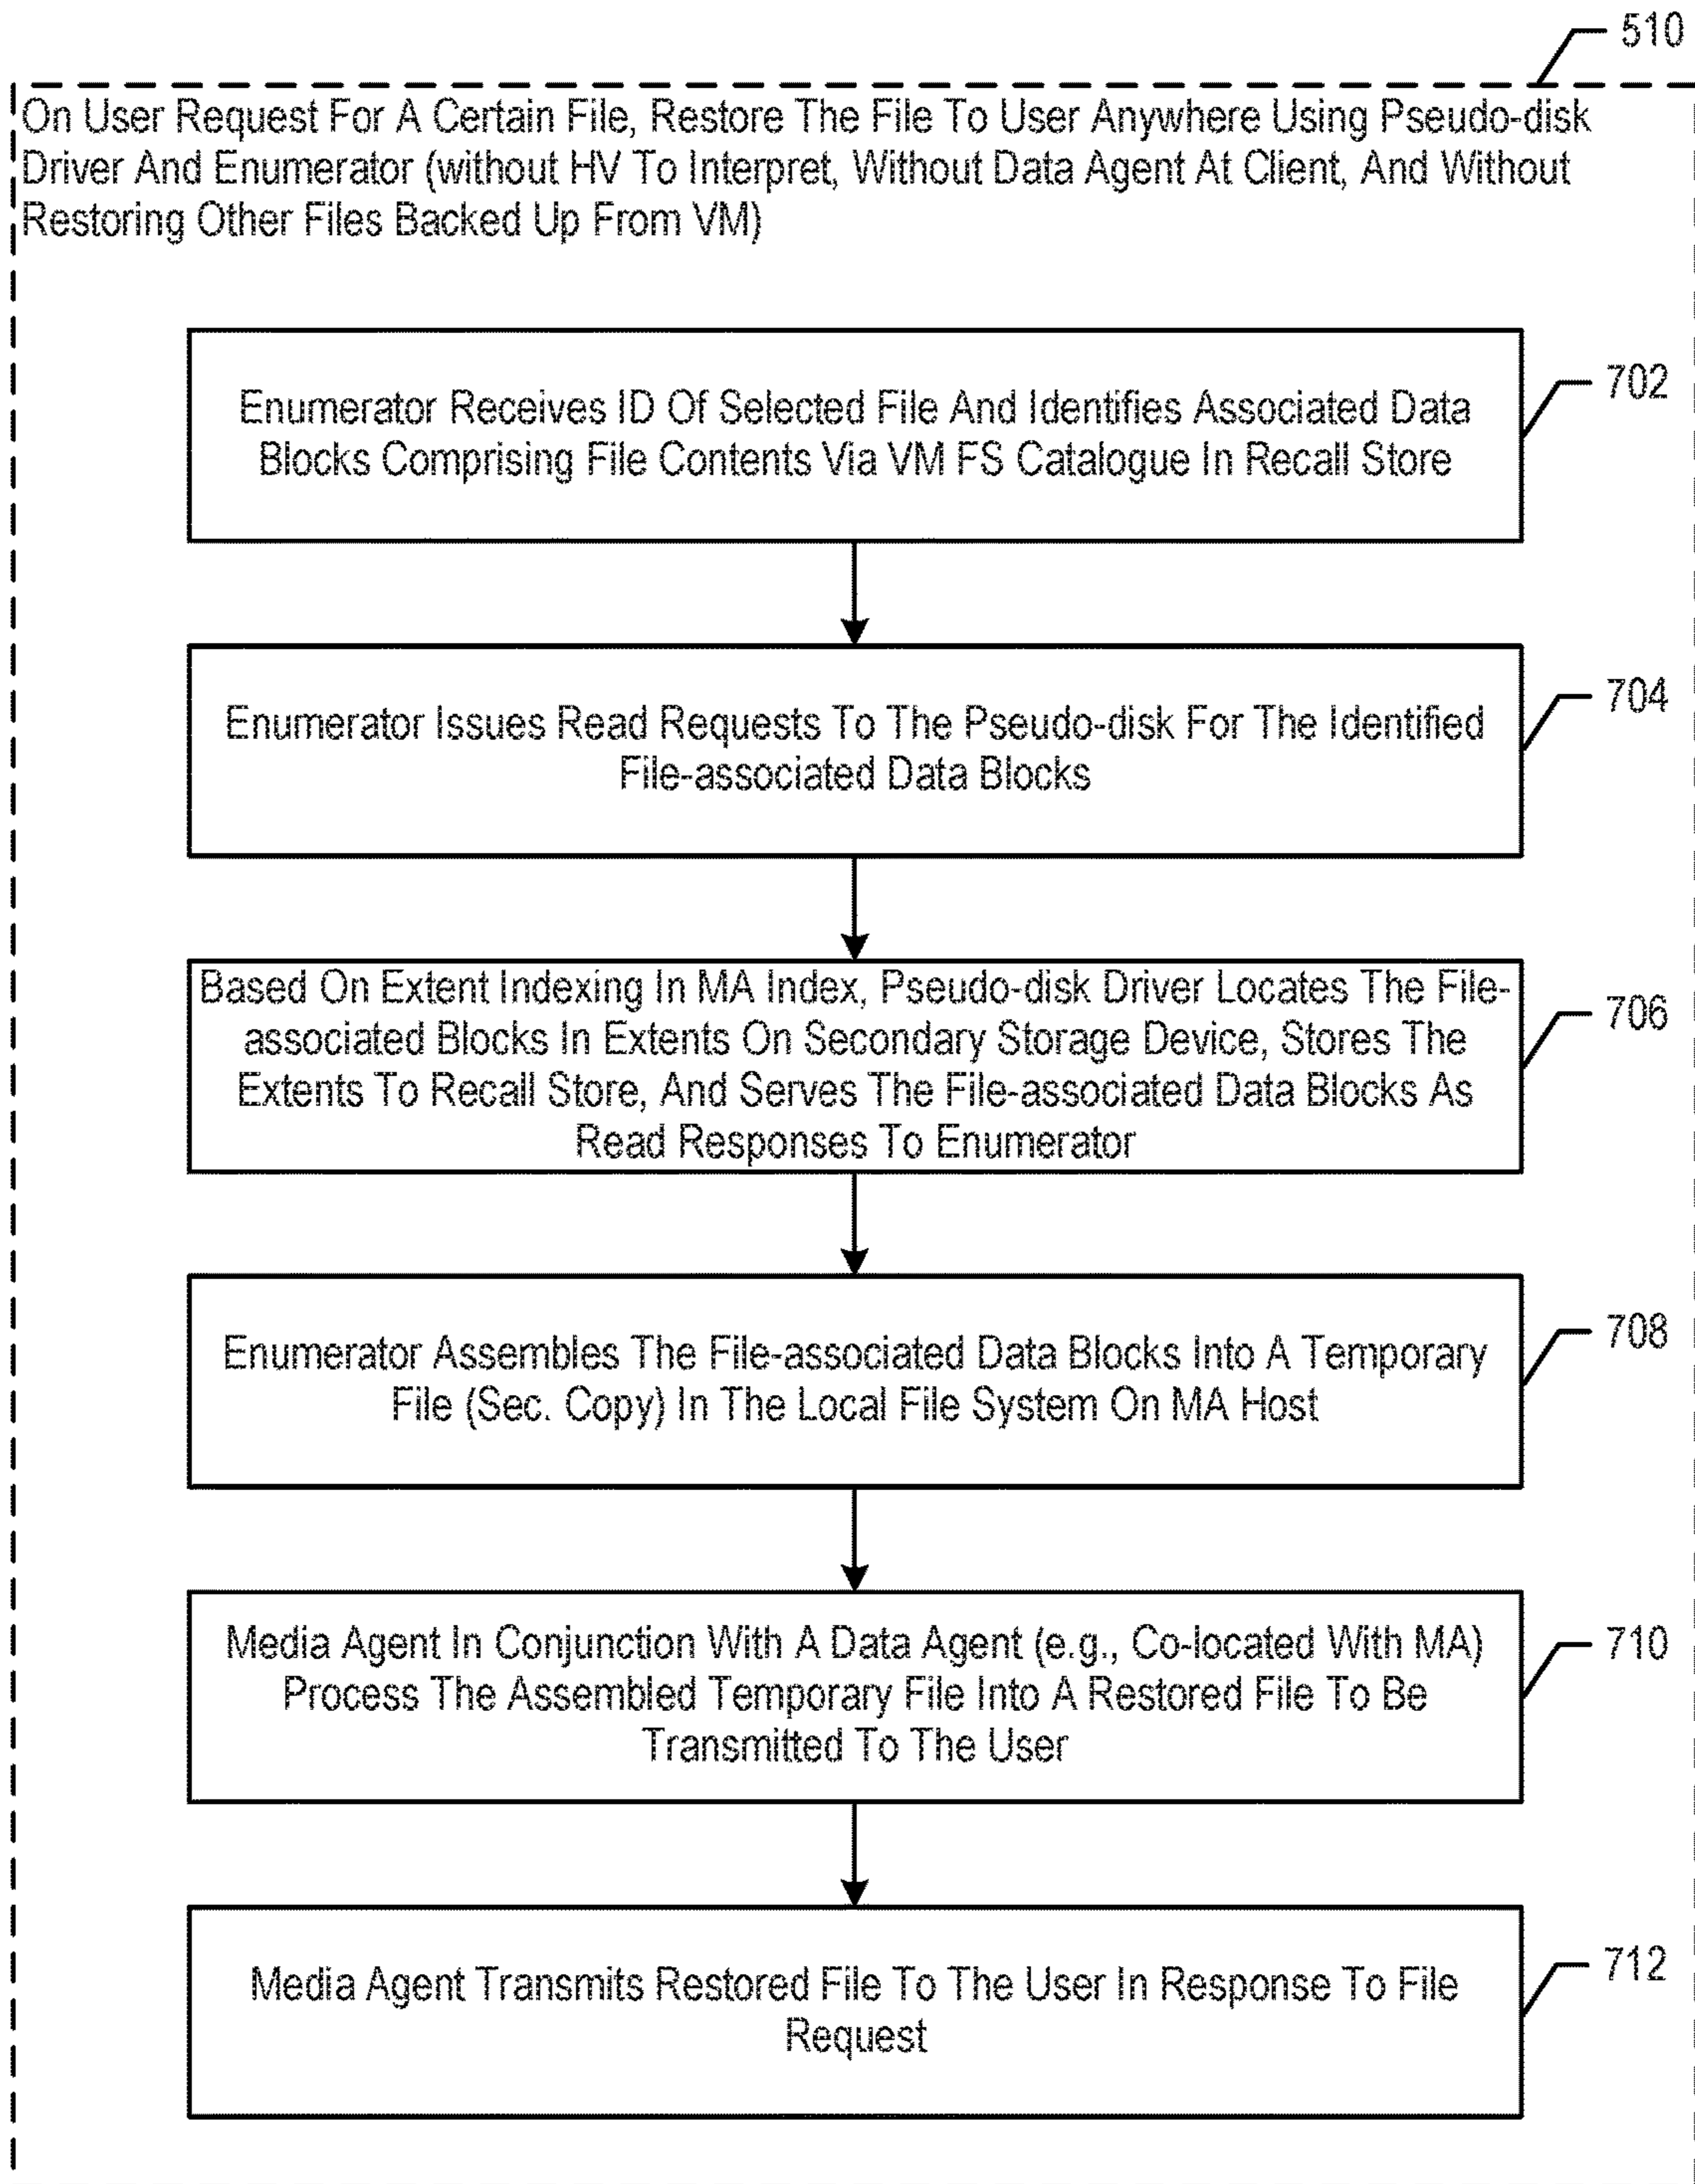 510
On User Request For A Certain File, Restore The File To User Anywhere Using Pseudo-disk
Driver And Enumerator (without HV To Interpret, Without Data Agent At Client, And Without
Restoring Other Files Backed Up From VM)
Enumerator Receives ID Of Selected File And Identifies Associated Data
Blocks Comprising File Contents Via VM FS Catalogue In Recall Store
702
Enumerator Issues Read Requests To The Pseudo-disk For The Identified
File-associated Data Blocks
704
Based On Extent Indexing In MA Index, Pseudo-disk Driver Locates The File-
associated Blocks In Extents On Secondary Storage Device, Stores The
Extents To Recall Store, And Serves The File-associated Data Blocks As
Read Responses To Enumerator
706
Enumerator Assembles The File-associated Data Blocks Into A Temporary
File (Sec. Copy) In The Local File System On MA Host
708
Media Agent In Conjunction With A Data Agent (e.g., Co-located With MA)
Process The Assembled Temporary File Into A Restored File To Be
Transmitted To The User
710
Media Agent Transmits Restored File To The User In Response To File
Request
712